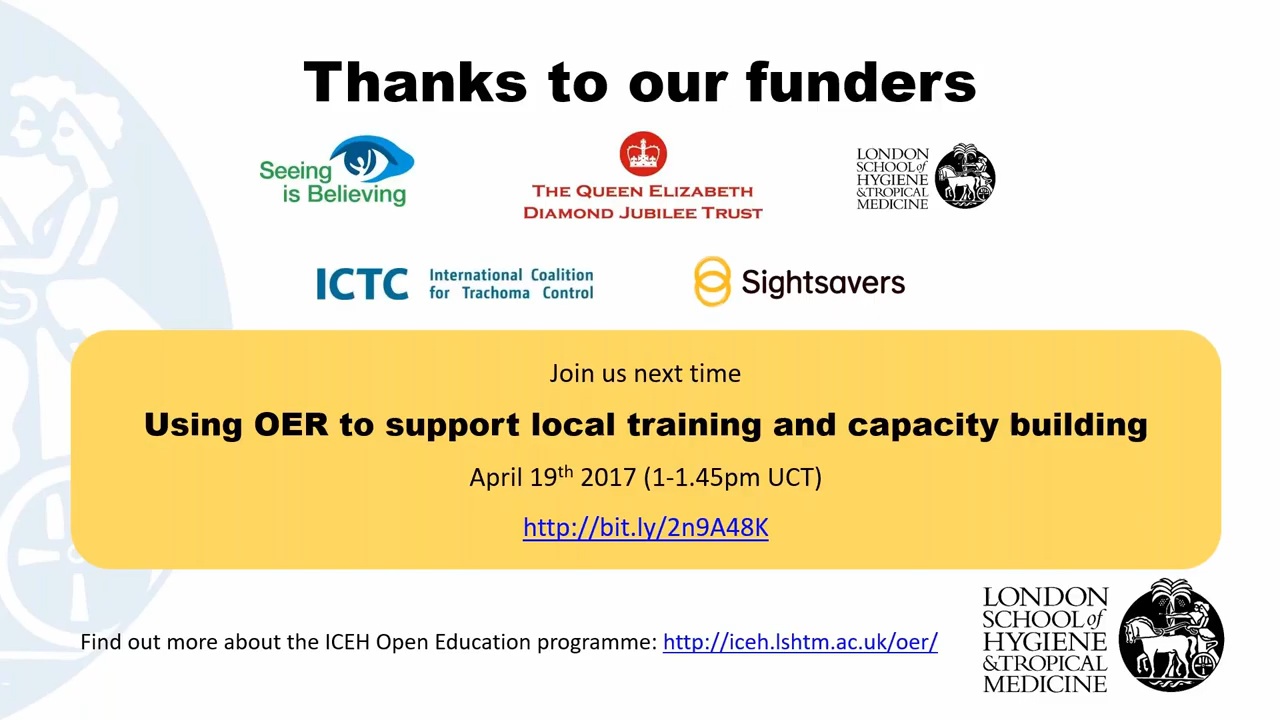 Thanks to our funders
Seeing
is Believing
THE QUEEN ELIZABETH
DIAMOND JUBILEE TRUST
LONDON
SCHOOL of
HYGIENE
& TROPICAL
MEDICINE
ICTC
International Coalition
for Trachoma Control
Sightsavers
Join us next time
Using OER to support local training and capacity building
April 19th 2017 (1-1.45pm UCT)
http://bit.ly/2n9A48K
Find out more about the ICEH Open Education programme: http://iceh.lshtm.ac.uk/oer/
LONDON
SCHOOL of
HYGIENE
& TROPICAL
MEDICINE